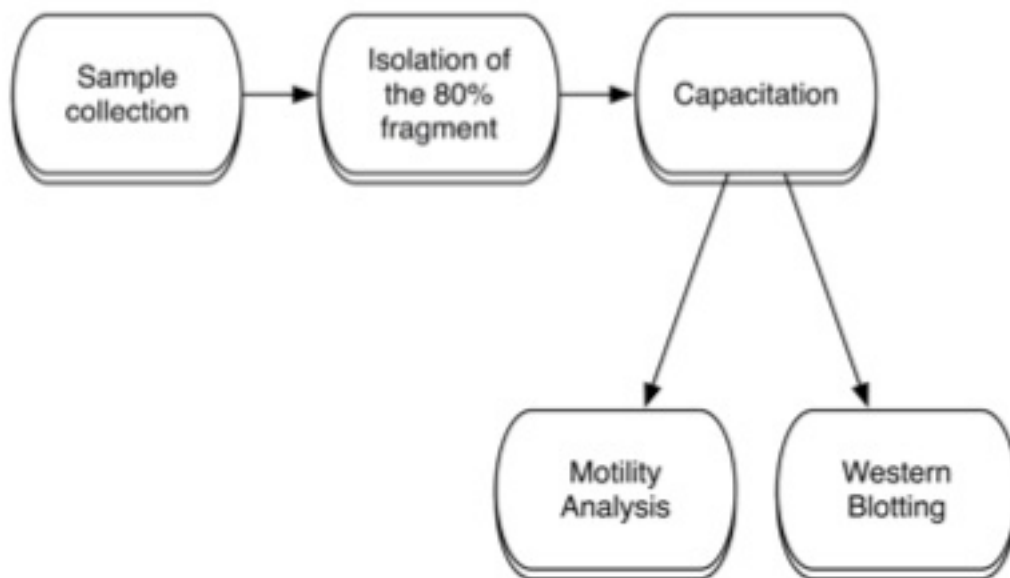 Sample
collection
Isolation of
the 80%
fragment
Capacitation
Motility
Analysis
Western
Blotting